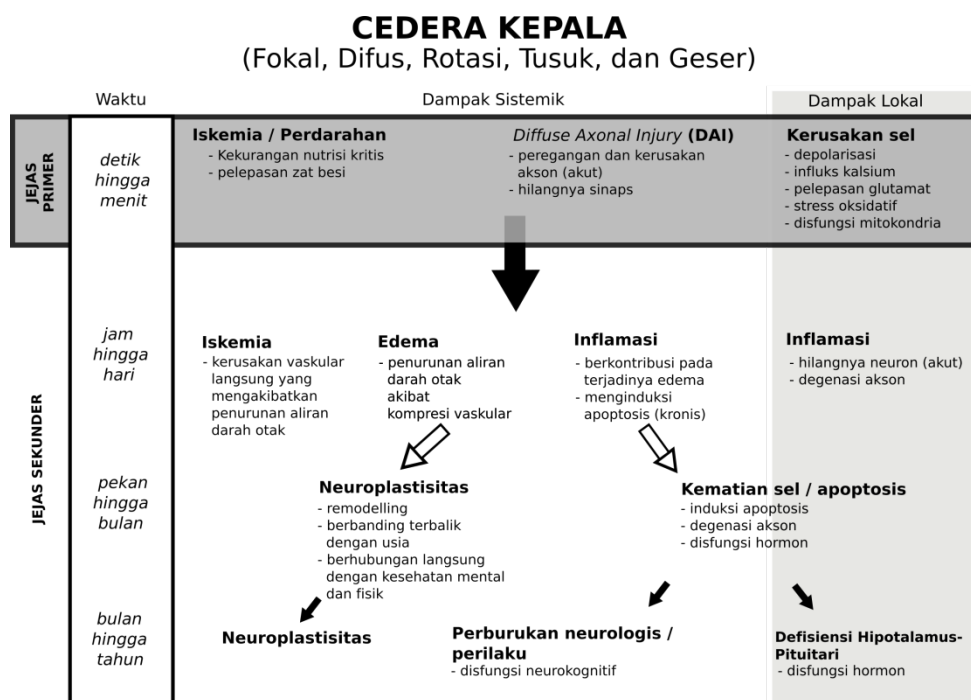 CEDERA KEPALA
(Fokal, Difus, Rotasi, Tusuk, dan Geser)
Waktu
Dampak Sistemik
Dampak Lokal
JEJAS
PRIMER
detik
hingga
menit
Iskemia / Perdarahan
- Kekurangan nutrisi kritis
- pelepasan zat besi
Diffuse Axonal Injury (DAI)
- peregangan dan kerusakan
akson (akut)
- hilangnya sinaps
Kerusakan sel
- depolarisasi
- influks kalsium
- pelepasan glutamat
- stress oksidatif
- disfungsi mitokondria
JEJAS SEKUNDER
jam
hingga
hari
Iskemia
- kerusakan vaskular
langsung yang
mengakibatkan
penurunan aliran
darah otak
Edema
- penurunan aliran
darah otak
akibat
kompresi vaskular
Inflamasi
- berkontribusi pada
terjadinya edema
- menginduksi
apoptosis (kronis)
Inflamasi
- hilangnya neuron (akut)
- degenasi akson
pekan
hingga
bulan
Neuroplastisitas
- remodelling
- berbanding terbalik
dengan usia
- berhubungan langsung
dengan kesehatan mental
dan fisik
Kematian sel / apoptosis
- induksi apoptosis
- degenasi akson
- disfungsi hormon
bulan
hingga
tahun
Neuroplastisitas
Perburukan neurologis /
perilaku
- disfungsi neurokognitif
Defisiensi Hipotalamus-
Pituitari
- disfungsi hormon